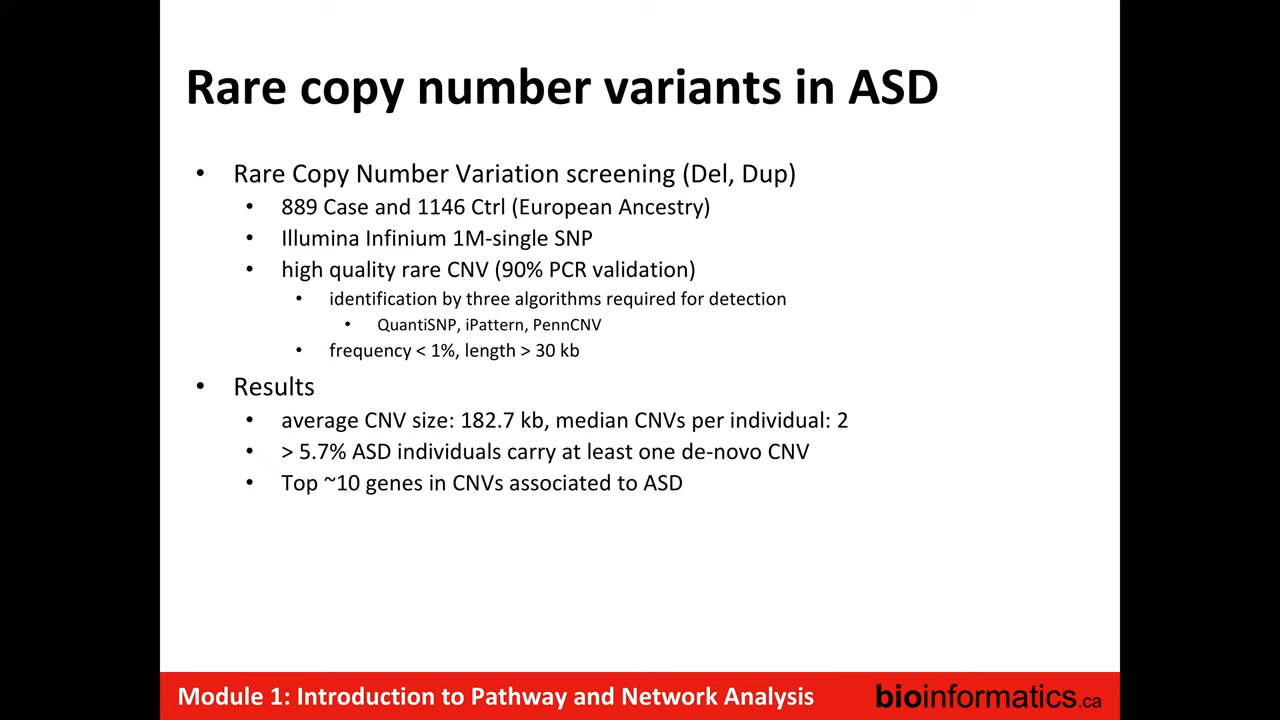 Rare copy number variants in ASD
• Rare Copy Number Variation screening (Del, Dup)
• 889 Case and 1146 Ctrl (European Ancestry)
• Illumina Infinium 1M-single SNP
• high quality rare CNV (90% PCR validation)
• identification by three algorithms required for detection
• QuantiSNP, iPattern, PennCNV
• frequency < 1%, length > 30 kb
• Results
• average CNV size: 182.7 kb, median CNVs per individual: 2
• > 5.7% ASD individuals carry at least one de-novo CNV
• Top ~10 genes in CNVs associated to ASD
Module 1: Introduction to Pathway and Network Analysis
bioinformatics.ca